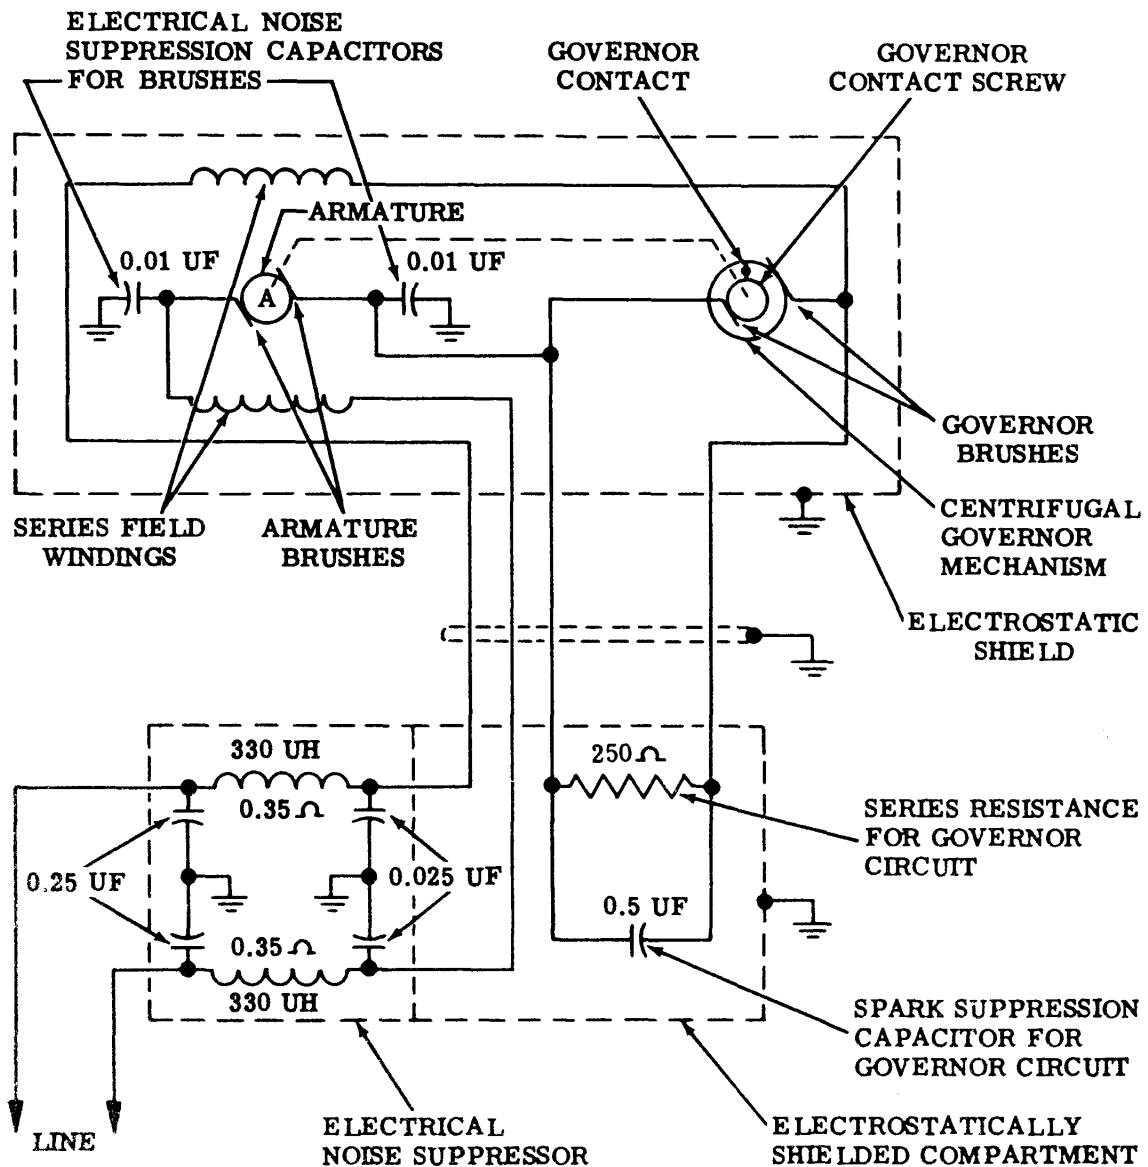 ELECTRICAL NOISE
SUPPRESSION CAPACITORS
FOR BRUSHES
GOVERNOR
CONTACT
GOVERNOR
CONTACT SCREW
ARMATURE
0.01 UF
0.01 UF
A
GOVERNOR
BRUSHES
SERIES FIELD
WINDINGS
ARMATURE
BRUSHES
CENTRIFUGAL
GOVERNOR
MECHANISM
ELECTROSTATIC
SHIELD
330 UH
0.35Ω
250Ω
SERIES RESISTANCE
FOR GOVERNOR
CIRCUIT
0.25 UF
0.025 UF
0.5 UF
0.35Ω
330 UH
SPARK SUPPRESSION
CAPACITOR FOR
GOVERNOR CIRCUIT
LINE
ELECTRICAL
NOISE SUPPRESSOR
ELECTROSTATICALLY
SHIELDED COMPARTMENT